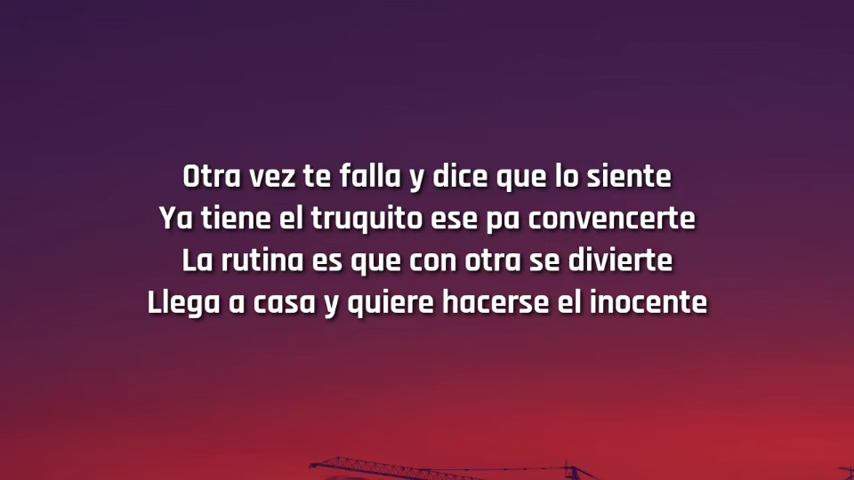 Otra vez te falla y dice que lo siente
Ya tiene el truquito ese pa convencerte
La rutina es que con otra se divierte
Llega a casa y quiere hacerse el inocente